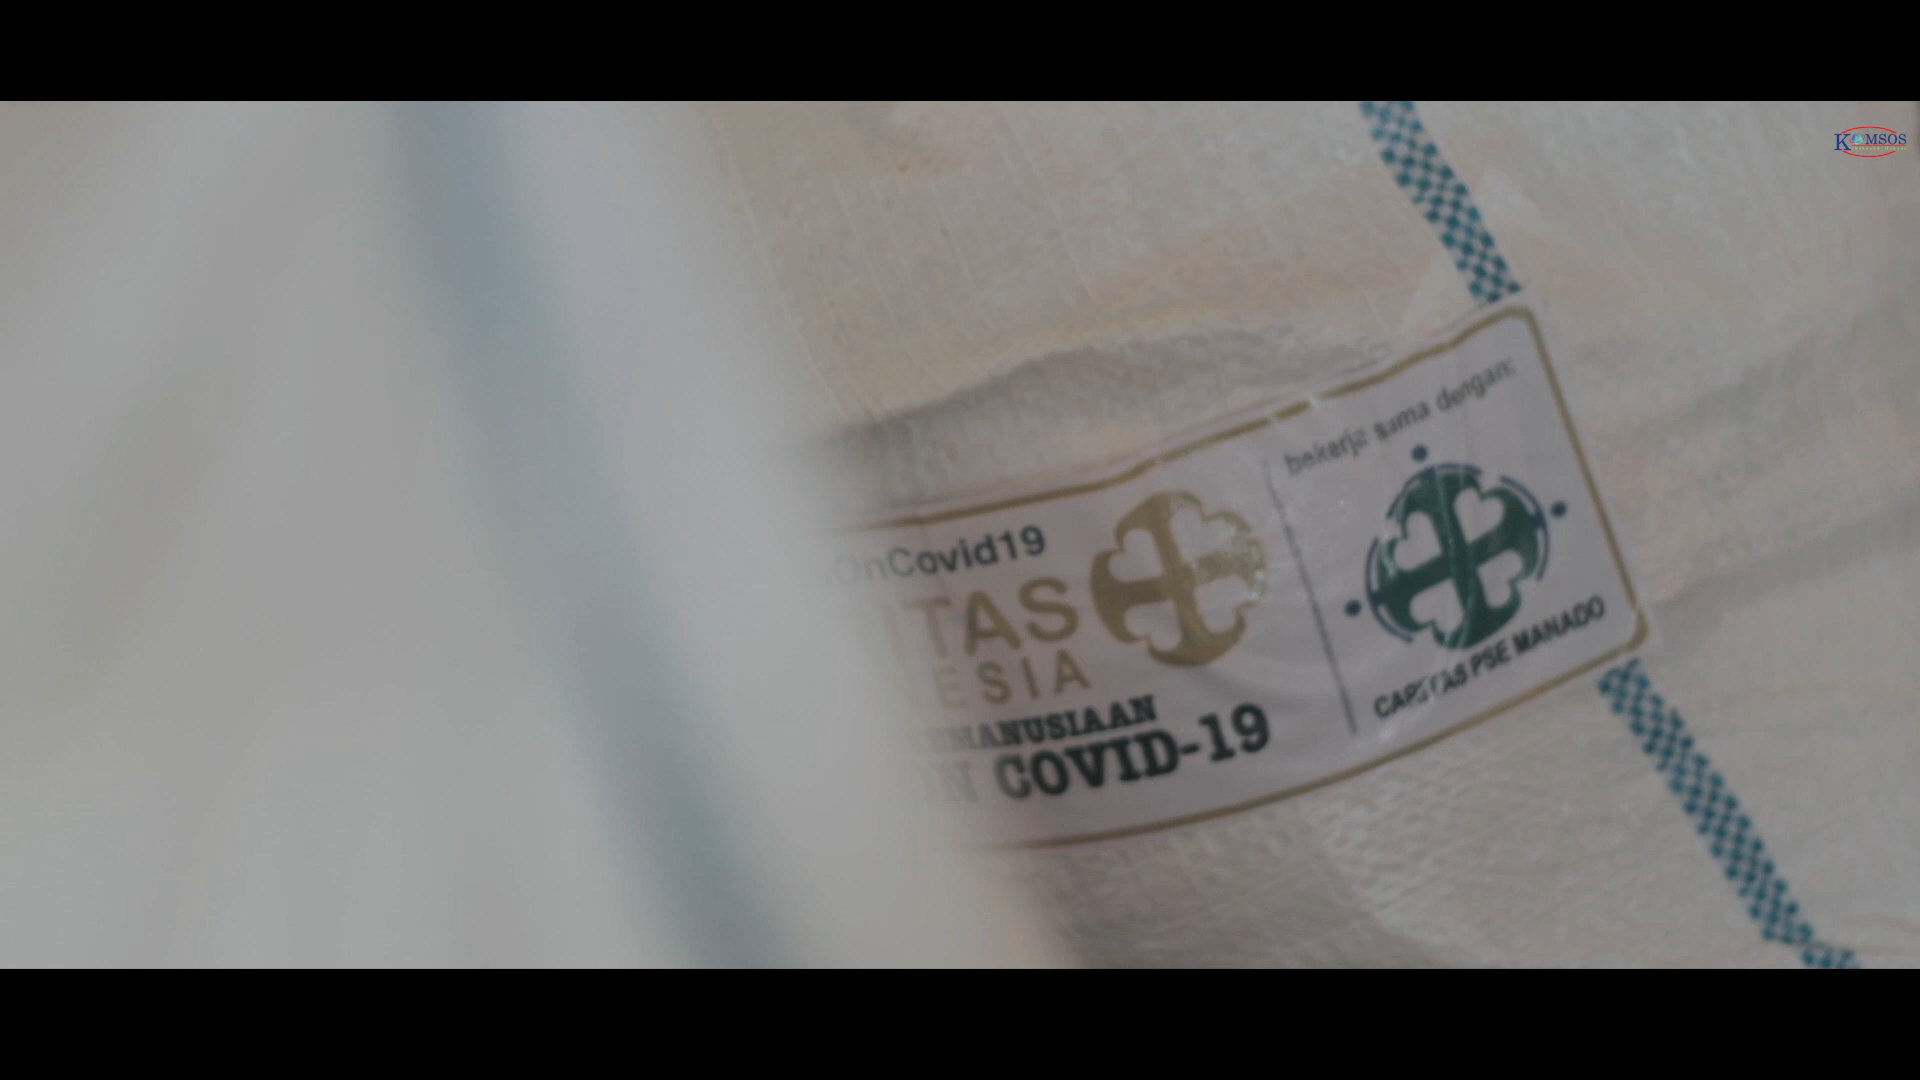 KOMSOS
bekerja sama dengan:
OnCovid19
ITAS
ESIA
MANUSIAAN
N COVID-19
CARITAS PSE MANADO